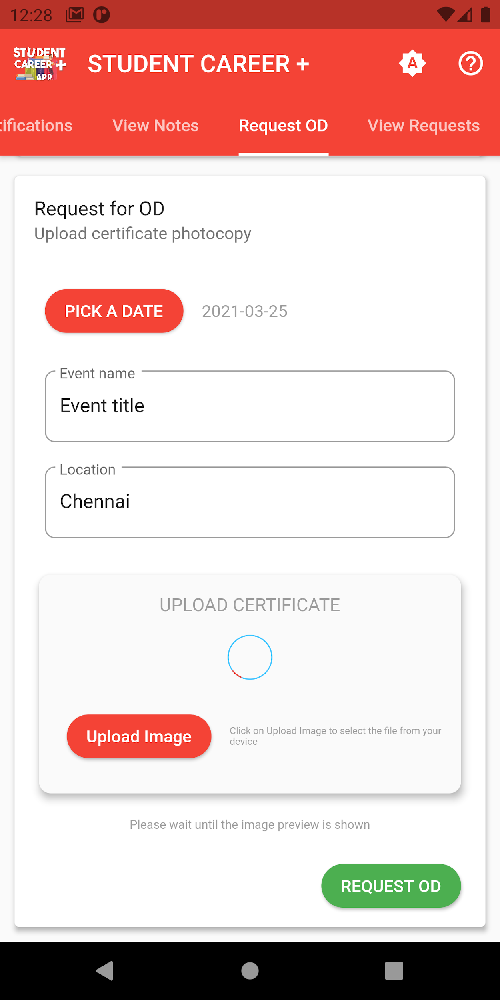 12:28
STUDENT
CAREER +
APP
STUDENT CAREER +
A
tifications
View Notes
Request OD
View Requests
Request for OD
Upload certificate photocopy
PICK A DATE
2021-03-25
Event name
Event title
Location
Chennai
UPLOAD CERTIFICATE
Upload Image
Click on Upload Image to select the file from your
device
Please wait until the image preview is shown
REQUEST OD